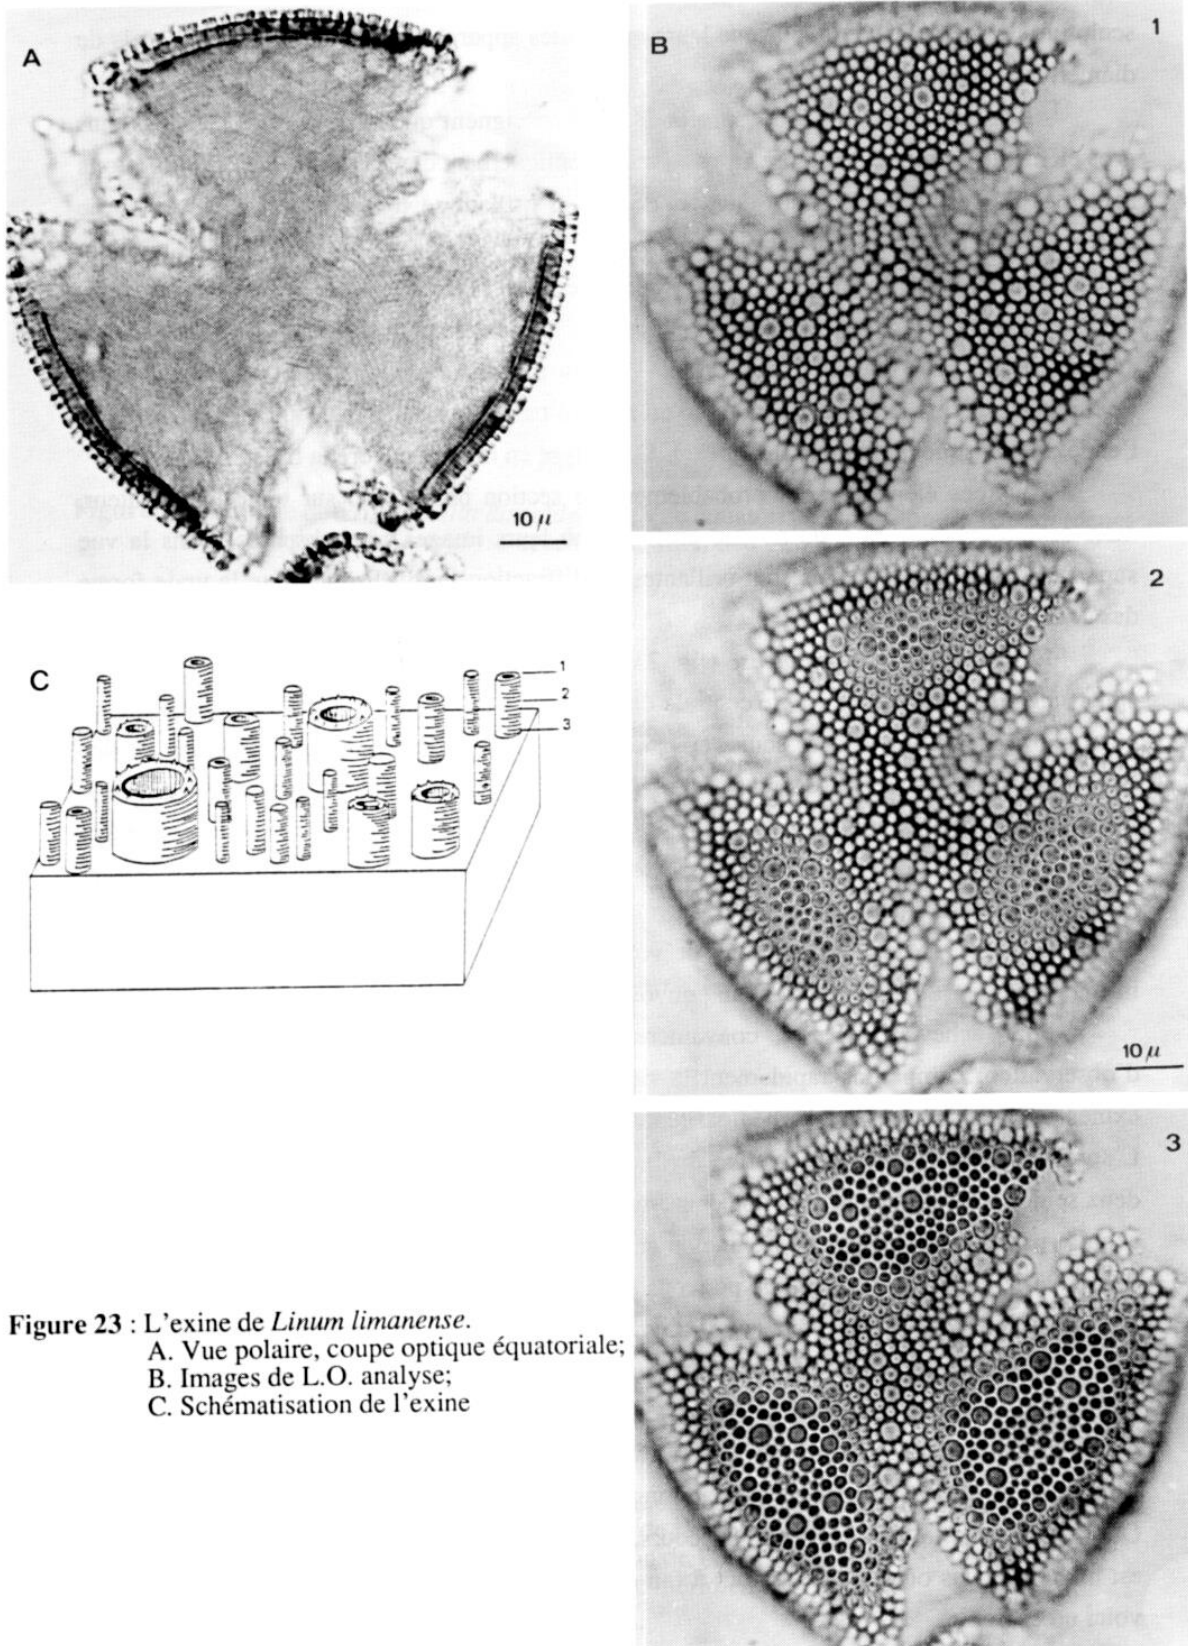 A
B
1
10 µ
2
C
1
2
3
10 µ
3
Figure 23 : L'exine de Linum limanense.
A. Vue polaire, coupe optique équatoriale;
B. Images de L.O. analyse;
C. Schématisation de l'exine